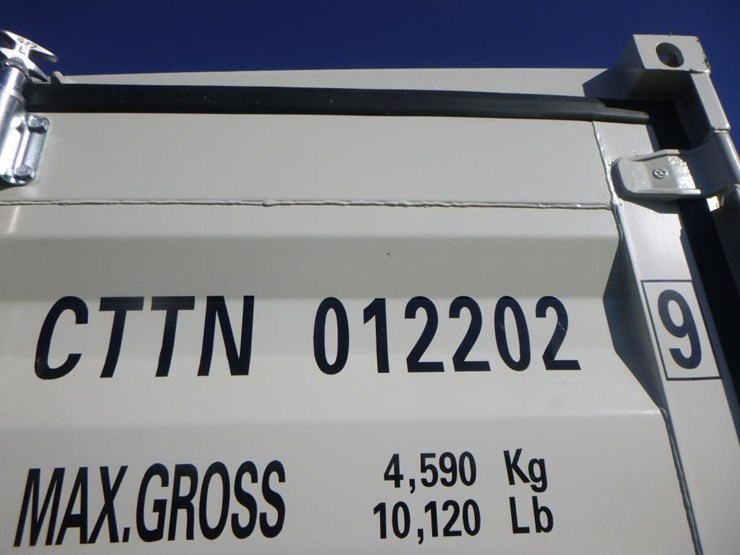 CTTN 012202 9
MAX.GROSS 4,590 Kg
10,120 Lb